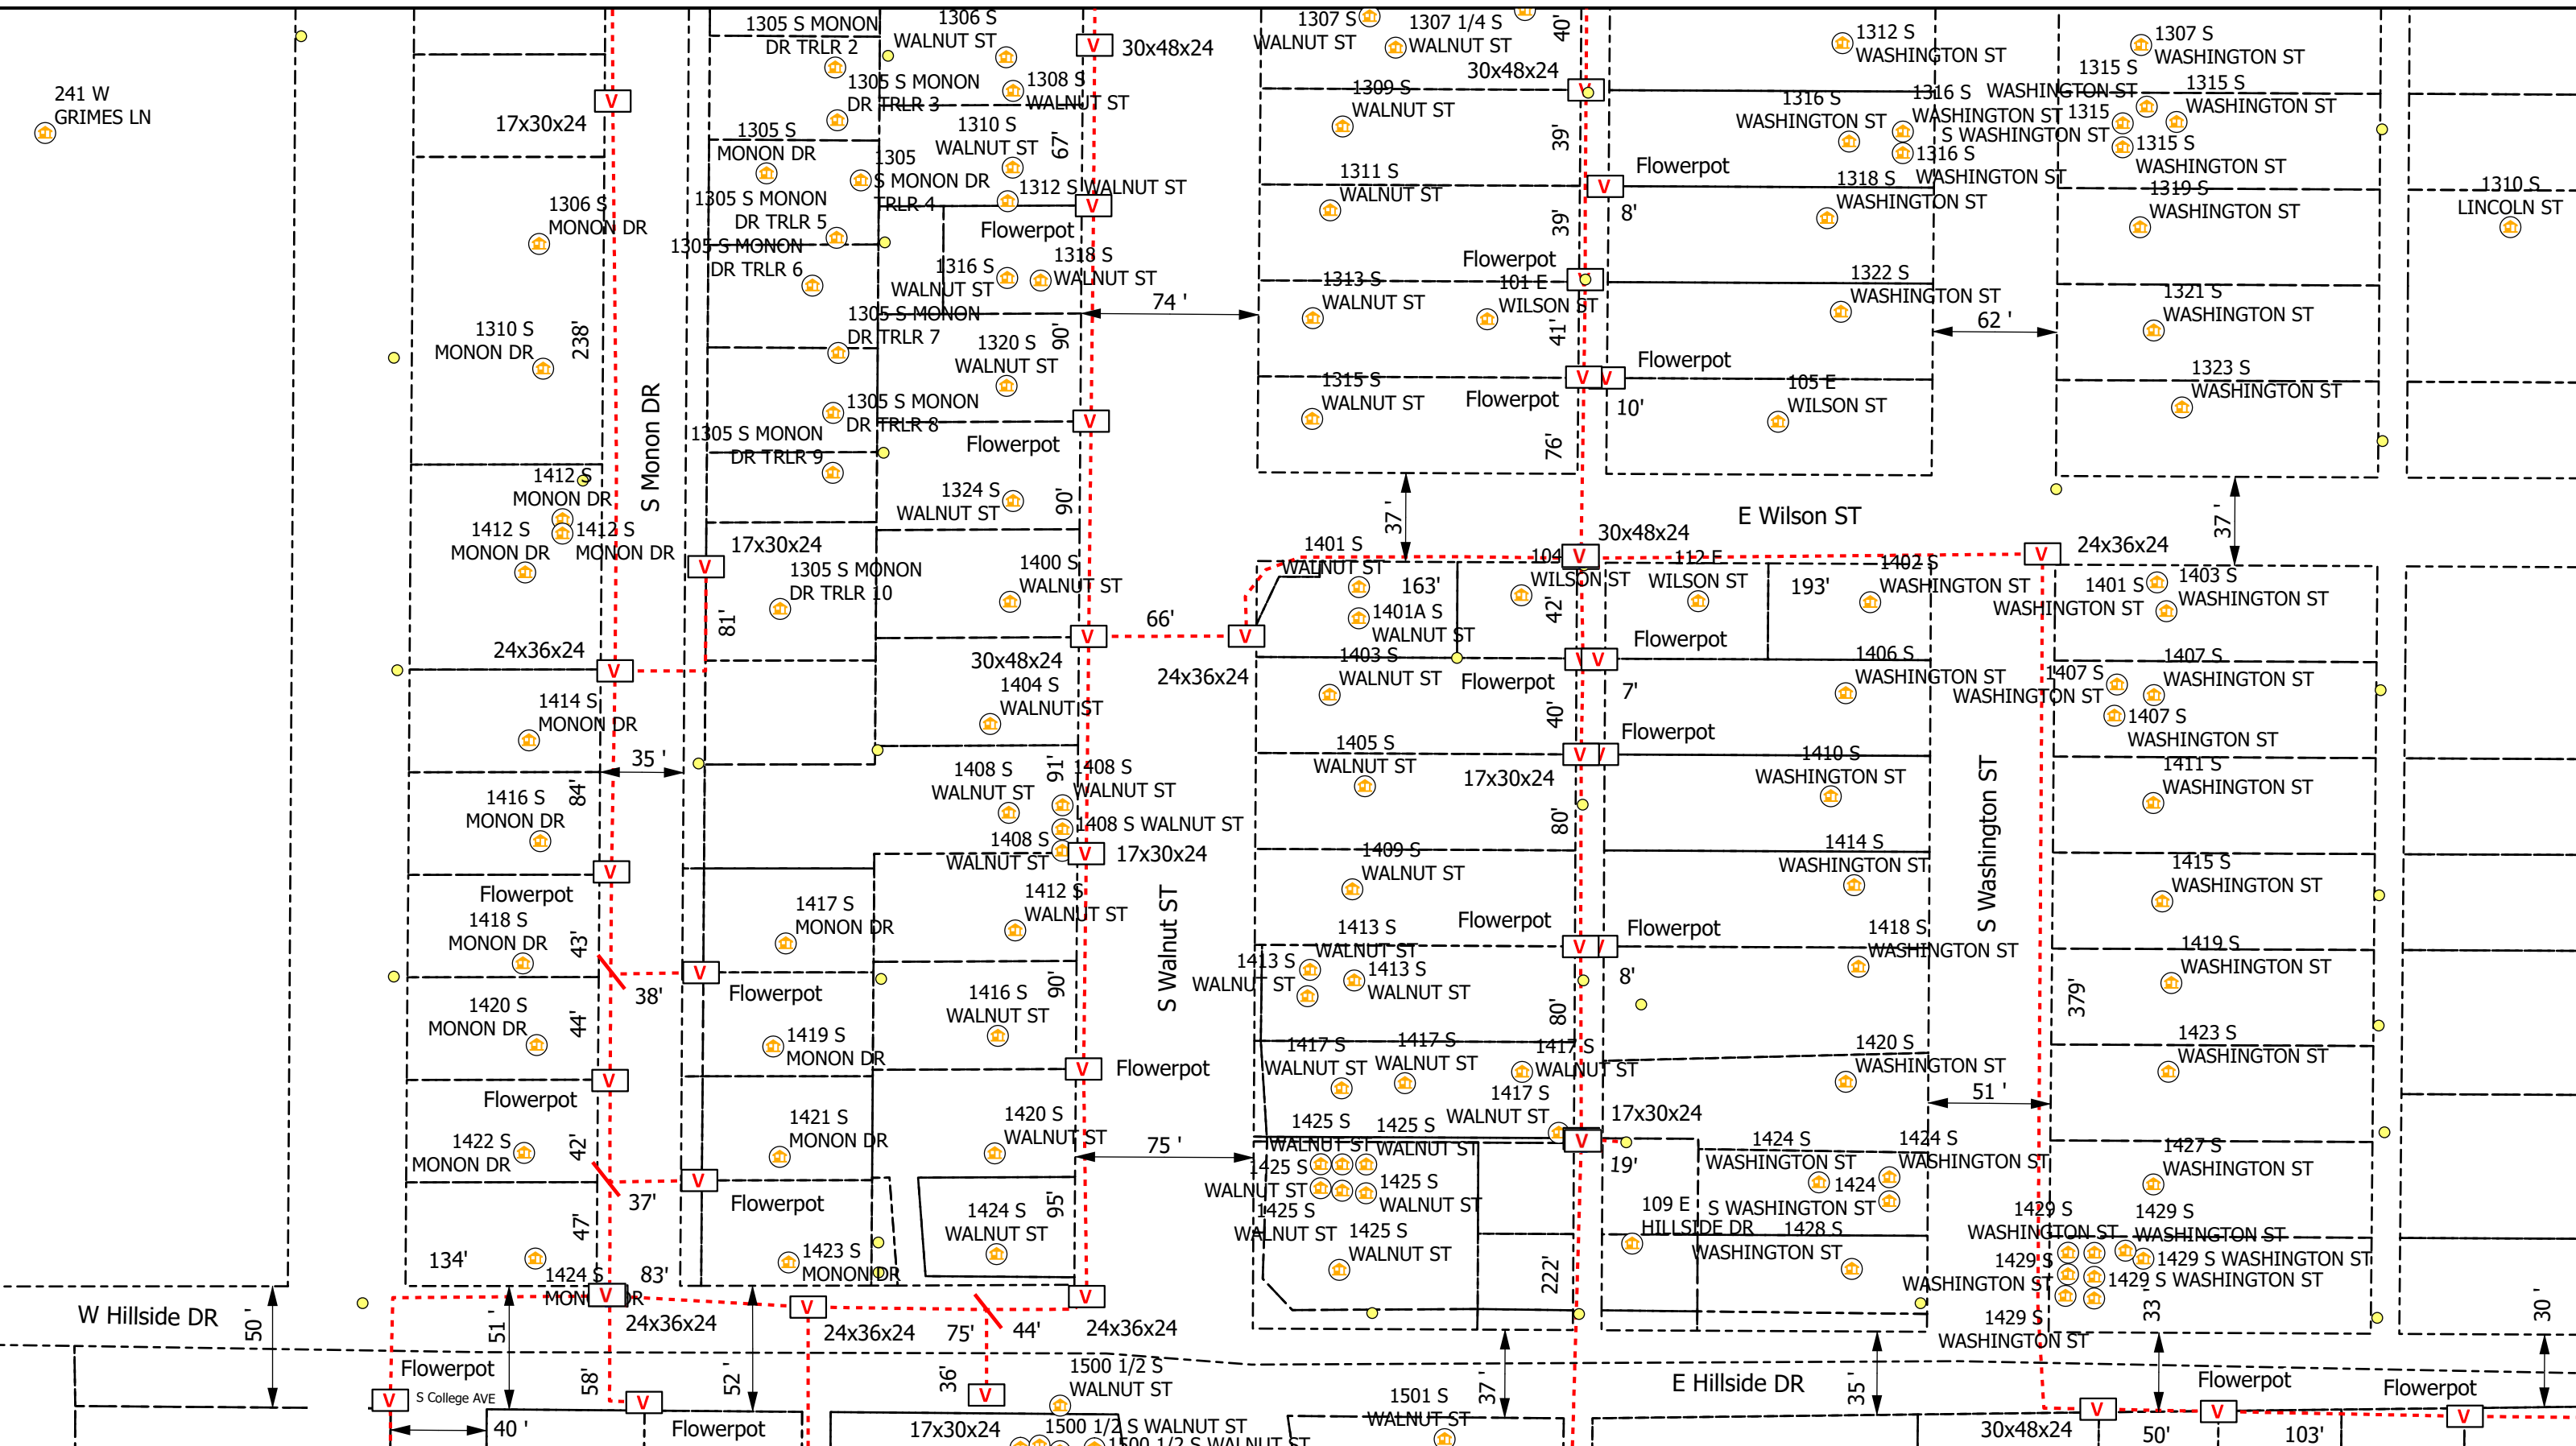 241 W
GRIMES LN
17x30x24
1306 S
MONON DR
1310 S
MONON DR
238'
S Monon DR
1412 S
MONON DR
1412 S
MONON DR
1412 S
MONON DR
24x36x24
1414 S
MONON DR
35 '
84'
1416 S
MONON DR
Flowerpot
1418 S
MONON DR
43'
38'
1420 S
MONON DR
44'
Flowerpot
1422 S
MONON DR
42'
37'
47'
134'
1424 S
MONON DR
83'
W Hillside DR
50 '
51 '
24x36x24
Flowerpot
S College AVE
40 '
58'
Flowerpot
52 '
1305 S MONON
DR TRLR 2
1305 S MONON
DR TRLR 3
1305 S
MONON DR
1305
S MONON DR
TRLR 4
1305 S MONON
DR TRLR 5
1305 S MONON
DR TRLR 6
1305 S MONON
DR TRLR 7
1305 S MONON
DR TRLR 8
1305 S MONON
DR TRLR 9
17x30x24
1305 S MONON
DR TRLR 10
81'
1417 S
MONON DR
Flowerpot
1419 S
MONON DR
1421 S
MONON DR
Flowerpot
1423 S
MONON DR
24x36x24
75'
44'
36'
17x30x24
1306 S
WALNUT ST
30x48x24
1308 S
WALNUT ST
1310 S
WALNUT ST
67'
1312 S WALNUT ST
Flowerpot
1316 S
WALNUT ST
1318 S
WALNUT ST
74 '
1320 S
WALNUT ST
90'
Flowerpot
1324 S
WALNUT ST
90'
1400 S
WALNUT ST
66'
30x48x24
24x36x24
1404 S
WALNUT ST
91'
1408 S
WALNUT ST
1408 S
WALNUT ST
1408 S WALNUT ST
1408 S
WALNUT ST
17x30x24
1412 S
WALNUT ST
S Walnut ST
1416 S
WALNUT ST
90'
Flowerpot
1420 S
WALNUT ST
75 '
95'
1424 S
WALNUT ST
24x36x24
1500 1/2 S
WALNUT ST
1500 1/2 S WALNUT ST
1500 1/2 S WALNUT ST
1307 S
WALNUT ST
1307 1/4 S
WALNUT ST
40'
30x48x24
1309 S
WALNUT ST
39'
Flowerpot
8'
1311 S
WALNUT ST
39'
Flowerpot
1313 S
WALNUT ST
101 E
WILSON ST
41'
Flowerpot
10'
1315 S
WALNUT ST
Flowerpot
76'
37 '
30x48x24
E Wilson ST
1401 S
WALNUT ST
163'
104
WILSON ST
42'
112 E
WILSON ST
193'
1401A S
WALNUT ST
1403 S
WALNUT ST
Flowerpot
Flowerpot
7'
40'
Flowerpot
1405 S
WALNUT ST
17x30x24
80'
1409 S
WALNUT ST
Flowerpot
Flowerpot
8'
1413 S
WALNUT ST
1413 S
WALNUT ST
1413 S
WALNUT ST
80'
1417 S
WALNUT ST
1417 S
WALNUT ST
1417 S
WALNUT ST
1417 S
WALNUT ST
17x30x24
19'
1425 S
WALNUT ST
1425 S
WALNUT ST
1425 S
WALNUT ST
1425 S
WALNUT ST
1425 S
WALNUT ST
1425 S
WALNUT ST
222'
109 E
HILLSIDE DR
37 '
E Hillside DR
35 '
1501 S
WALNUT ST
1312 S
WASHINGTON ST
1316 S
WASHINGTON ST
1316 S
WASHINGTON ST
1316 S
WASHINGTON ST
1318 S
WASHINGTON ST
1322 S
WASHINGTON ST
62 '
105 E
WILSON ST
1402 S
WASHINGTON ST
1406 S
WASHINGTON ST
1410 S
WASHINGTON ST
1414 S
WASHINGTON ST
1418 S
WASHINGTON ST
S Washington ST
1420 S
WASHINGTON ST
51 '
1424 S
WASHINGTON ST
1424 S
WASHINGTON ST
1424
S WASHINGTON ST
1428 S
WASHINGTON ST
1307 S
WASHINGTON ST
1315 S
WASHINGTON ST
1315 S
WASHINGTON ST
1315
S WASHINGTON ST
1315 S
WASHINGTON ST
1319 S
WASHINGTON ST
1310 S
LINCOLN ST
1321 S
WASHINGTON ST
1323 S
WASHINGTON ST
37 '
24x36x24
1401 S
WASHINGTON ST
1403 S
WASHINGTON ST
1407 S
WASHINGTON ST
1407 S
WASHINGTON ST
1407 S
WASHINGTON ST
1411 S
WASHINGTON ST
1415 S
WASHINGTON ST
1419 S
WASHINGTON ST
379'
1423 S
WASHINGTON ST
1427 S
WASHINGTON ST
1429 S
WASHINGTON ST
1429 S
WASHINGTON ST
1429 S WASHINGTON ST
1429 S
WASHINGTON ST
1429 S WASHINGTON ST
1429 S
WASHINGTON ST
33 '
30 '
Flowerpot
Flowerpot
30x48x24
50'
103'